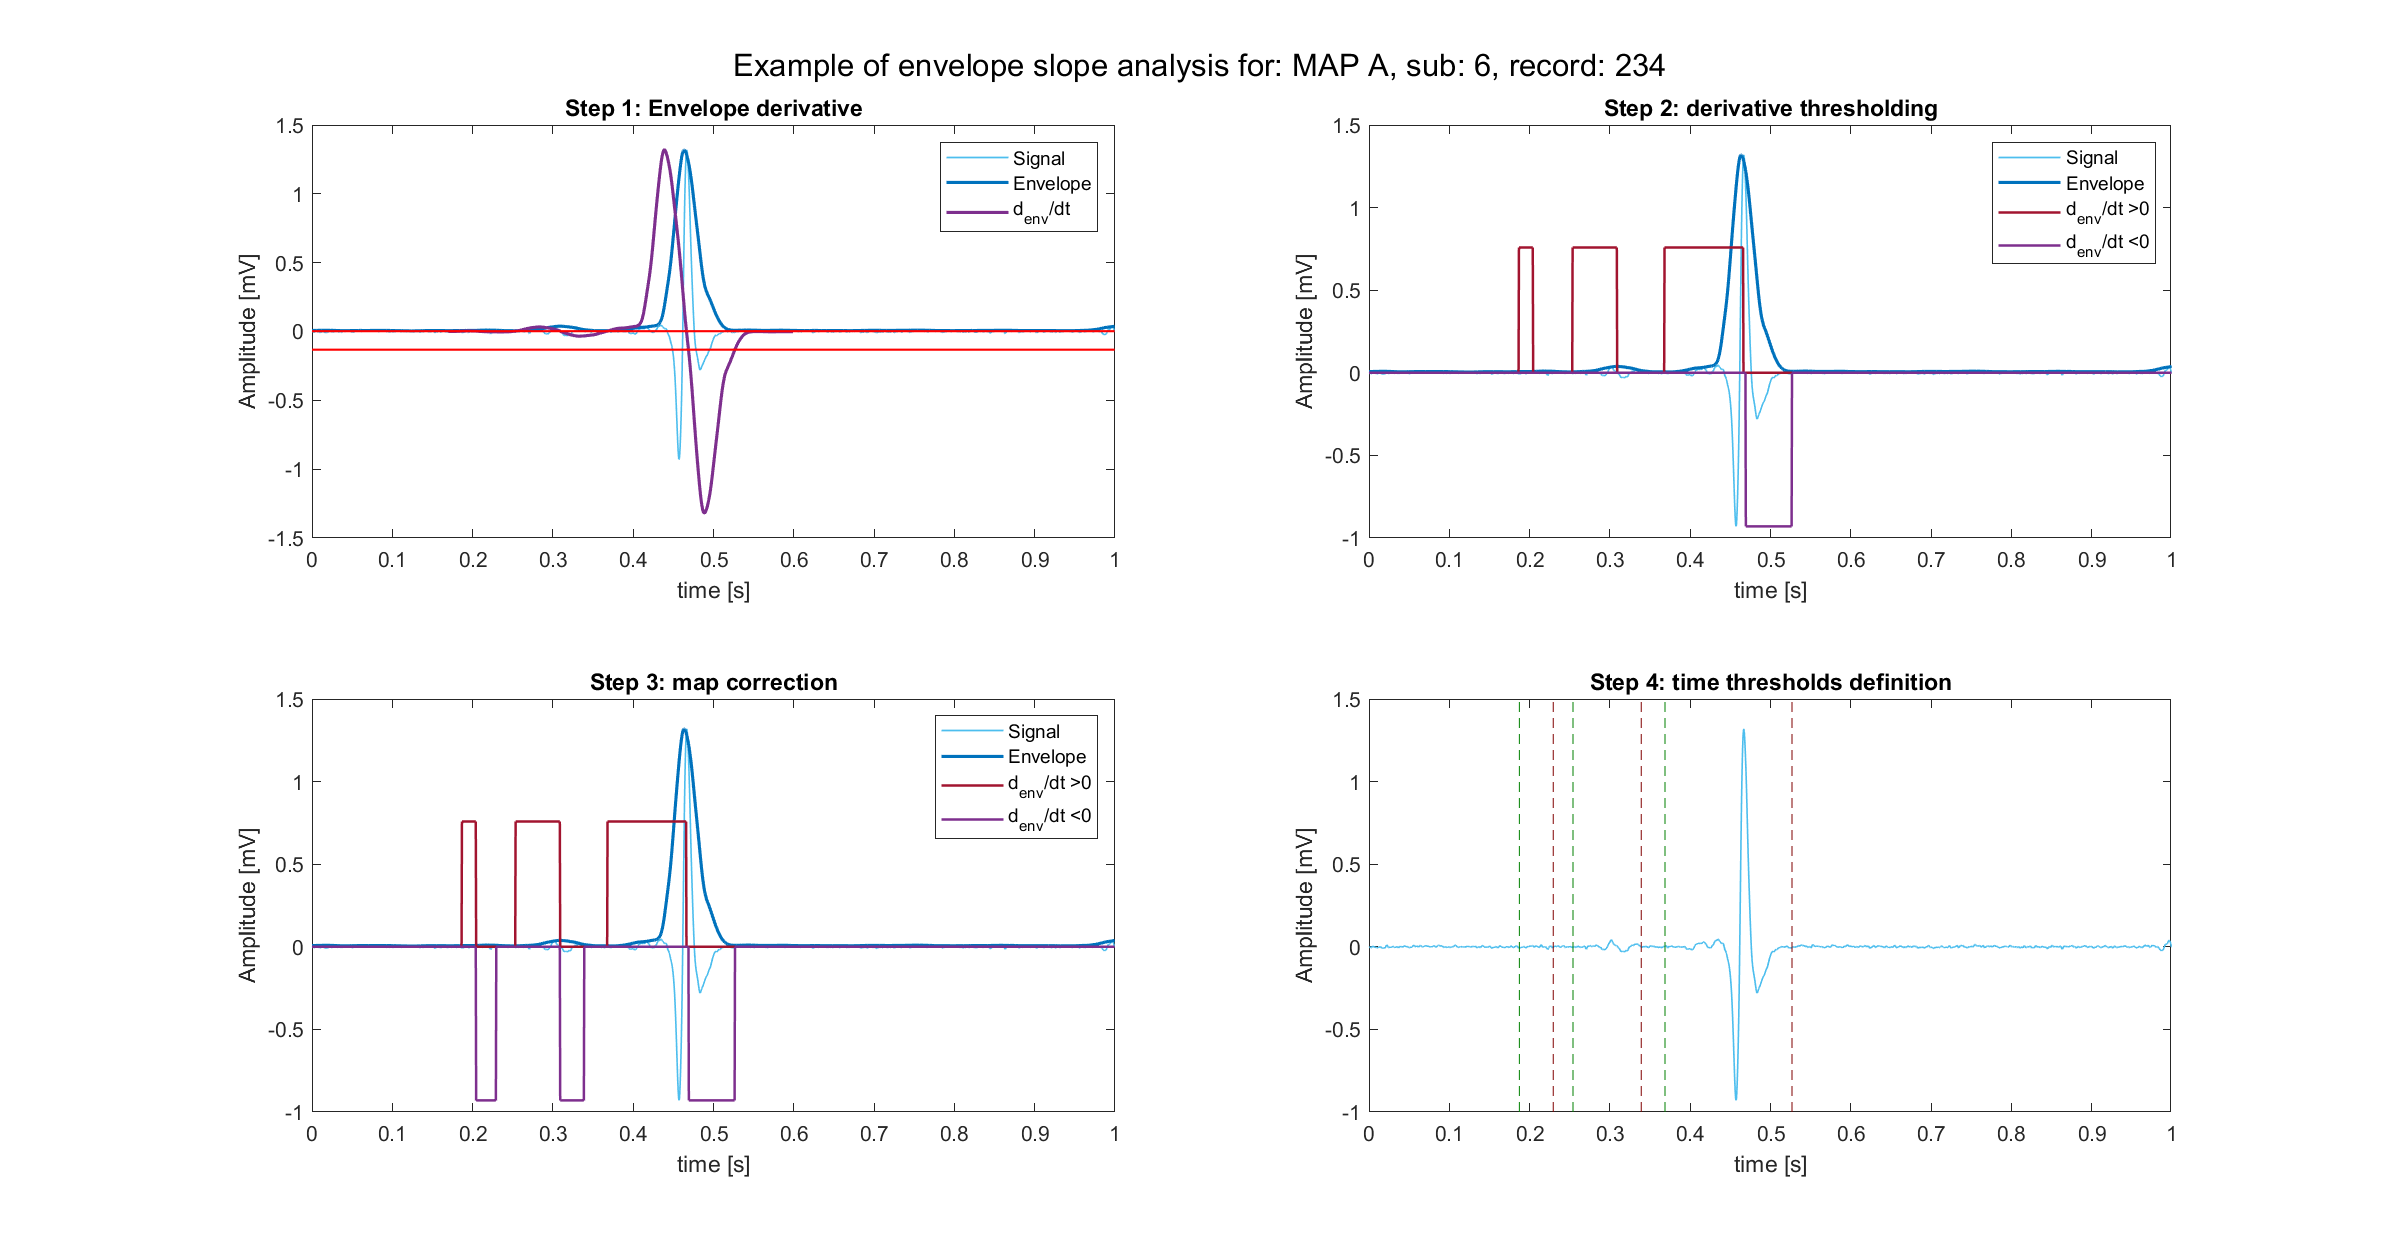 Example of envelope slope analysis for: MAP A, sub: 6, record: 234
Step 1: Envelope derivative
1.5
1
0.5
0
-0.5
-1
-1.5
Amplitude [mV]
0 0.1 0.2 0.3 0.4 0.5 0.6 0.7 0.8 0.9 1
time [s]
Signal
Envelope
d_env/dt
Step 2: derivative thresholding
1.5
1
0.5
0
-0.5
-1
Amplitude [mV]
0 0.1 0.2 0.3 0.4 0.5 0.6 0.7 0.8 0.9 1
time [s]
Signal
Envelope
d_env/dt >0
d_env/dt <0
Step 3: map correction
1.5
1
0.5
0
-0.5
-1
Amplitude [mV]
0 0.1 0.2 0.3 0.4 0.5 0.6 0.7 0.8 0.9 1
time [s]
Signal
Envelope
d_env/dt >0
d_env/dt <0
Step 4: time thresholds definition
1.5
1
0.5
0
-0.5
-1
Amplitude [mV]
0 0.1 0.2 0.3 0.4 0.5 0.6 0.7 0.8 0.9 1
time [s]